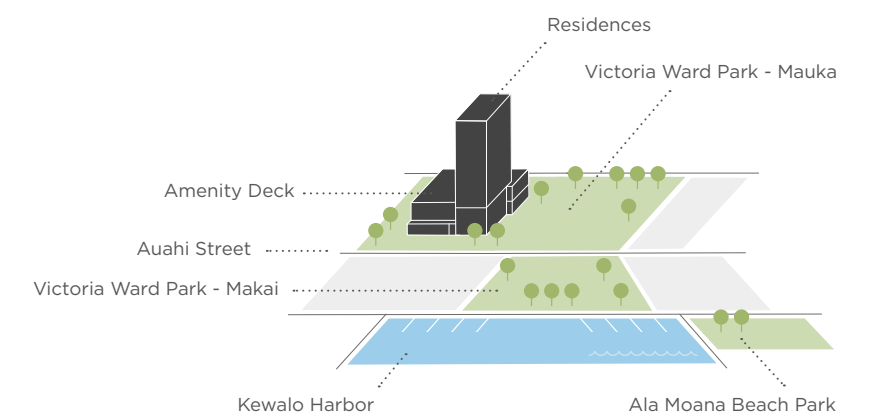 Residences
Victoria Ward Park - Mauka
Amenity Deck
Auahi Street
Victoria Ward Park - Makai
Kewalo Harbor
Ala Moana Beach Park